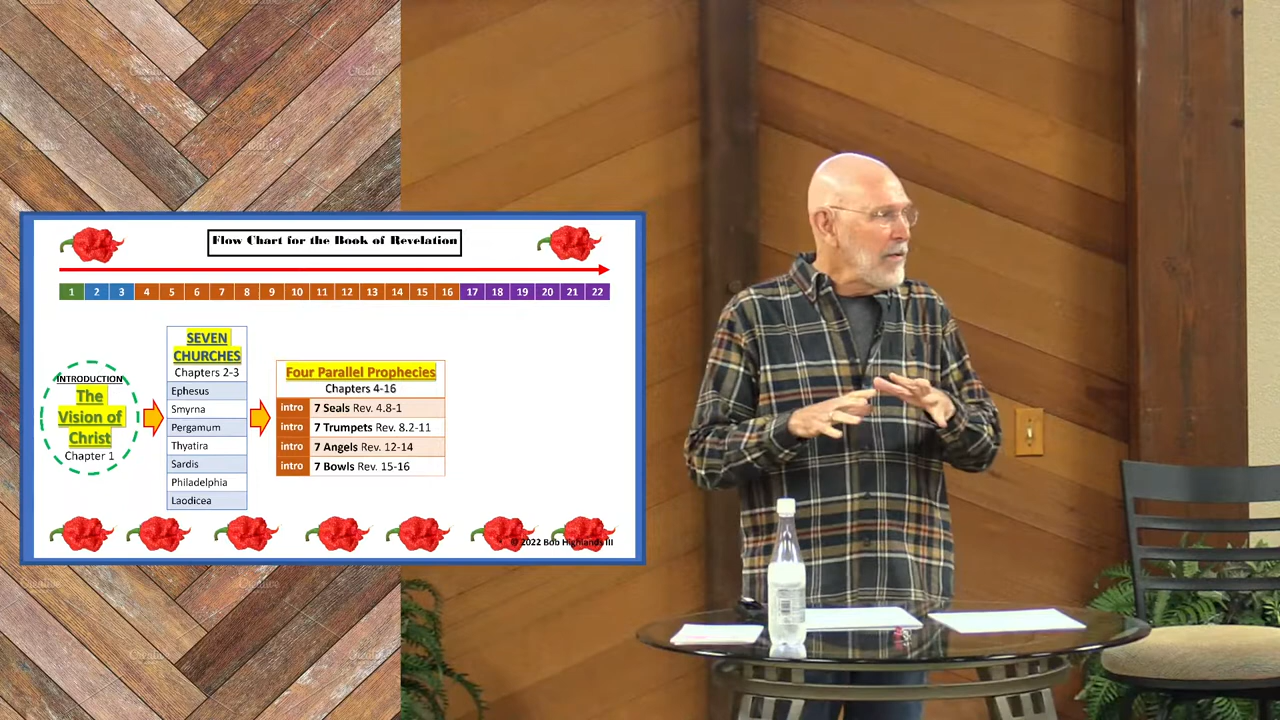 Flow Chart for the Book of Revelation
1 2 3 4 5 6 7 8 9 10 11 12 13 14 15 16 17 18 19 20 21 22
INTRODUCTION
The
Vision of
Christ
Chapter 1
SEVEN
CHURCHES
Chapters 2-3
Ephesus
Smyrna
Pergamum
Thyatira
Sardis
Philadelphia
Laodicea
Four Parallel Prophecies
Chapters 4-16
intro 7 Seals Rev. 4.8-1
intro 7 Trumpets Rev. 8.2-11
intro 7 Angels Rev. 12-14
intro 7 Bowls Rev. 15-16
© 2022 Bob Highlands III